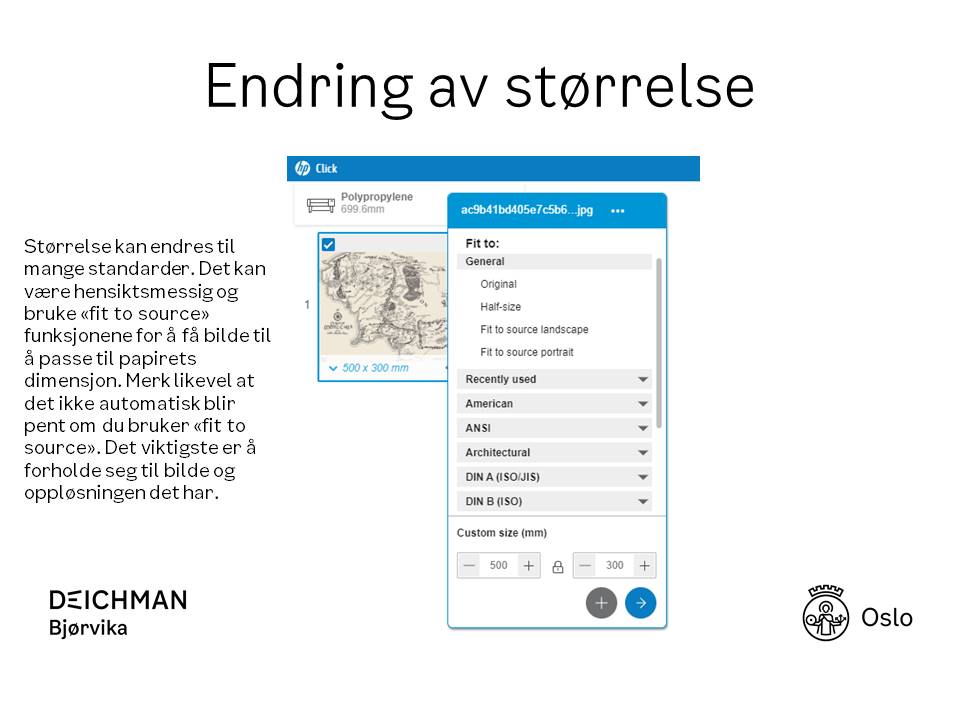 Endring av størrelse
Størrelse kan endres til
mange standarder. Det kan
være hensiktsmessig og
bruke «fit to source»
funksjonene for å få bilde til
å passe til papirets
dimensjon. Merk likevel at
det ikke automatisk blir
pent om du bruker «fit to
source». Det viktigste er å
forholde seg til bilde og
oppløsningen det har.
hp Click
Polypropylene
699.6mm
1
500 x 300 mm
ac9b41bd405e7c5b6...jpg
Fit to:
General
Original
Half-size
Fit to source landscape
Fit to source portrait
Recently used
American
ANSI
Architectural
DIN A (ISO/JIS)
DIN B (ISO)
Custom size (mm)
500
300
DEICHMAN
Bjørvika
Oslo